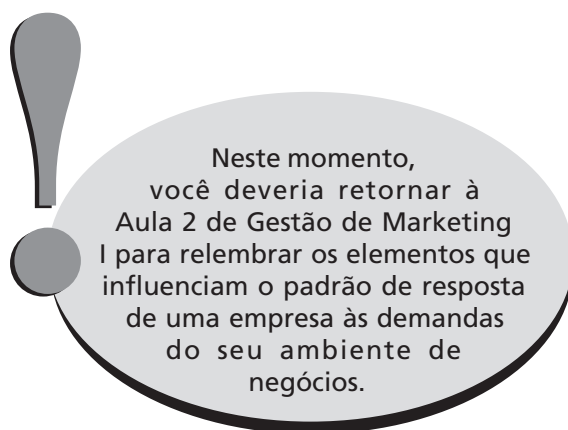 Neste momento,
você deveria retornar à
Aula 2 de Gestão de Marketing
I para relembrar os elementos que
influenciam o padrão de resposta
de uma empresa às demandas
do seu ambiente de
negócios.